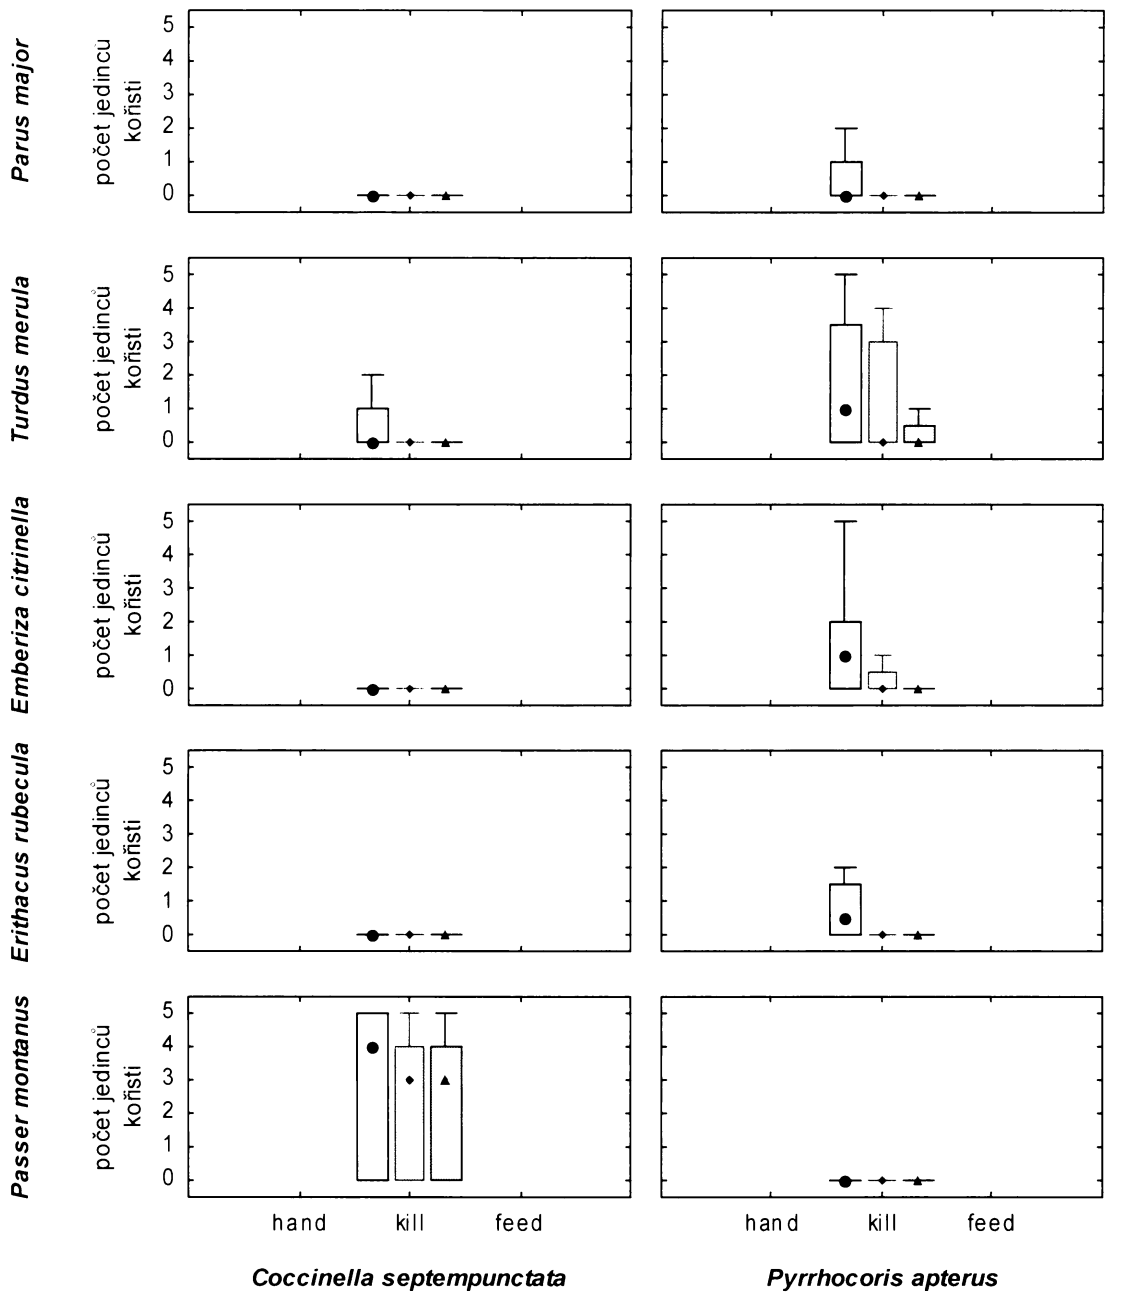 Parus major
počet jedinců
kořisti
5
4
3
2
1
0
Turdus merula
počet jedinců
kořisti
5
4
3
2
1
0
Emberiza citrinella
počet jedinců
kořisti
5
4
3
2
1
0
Erithacus rubecula
počet jedinců
kořisti
5
4
3
2
1
0
Passer montanus
počet jedinců
kořisti
5
4
3
2
1
0
hand kill feed hand kill feed
Coccinella septempunctata Pyrrhocoris apterus